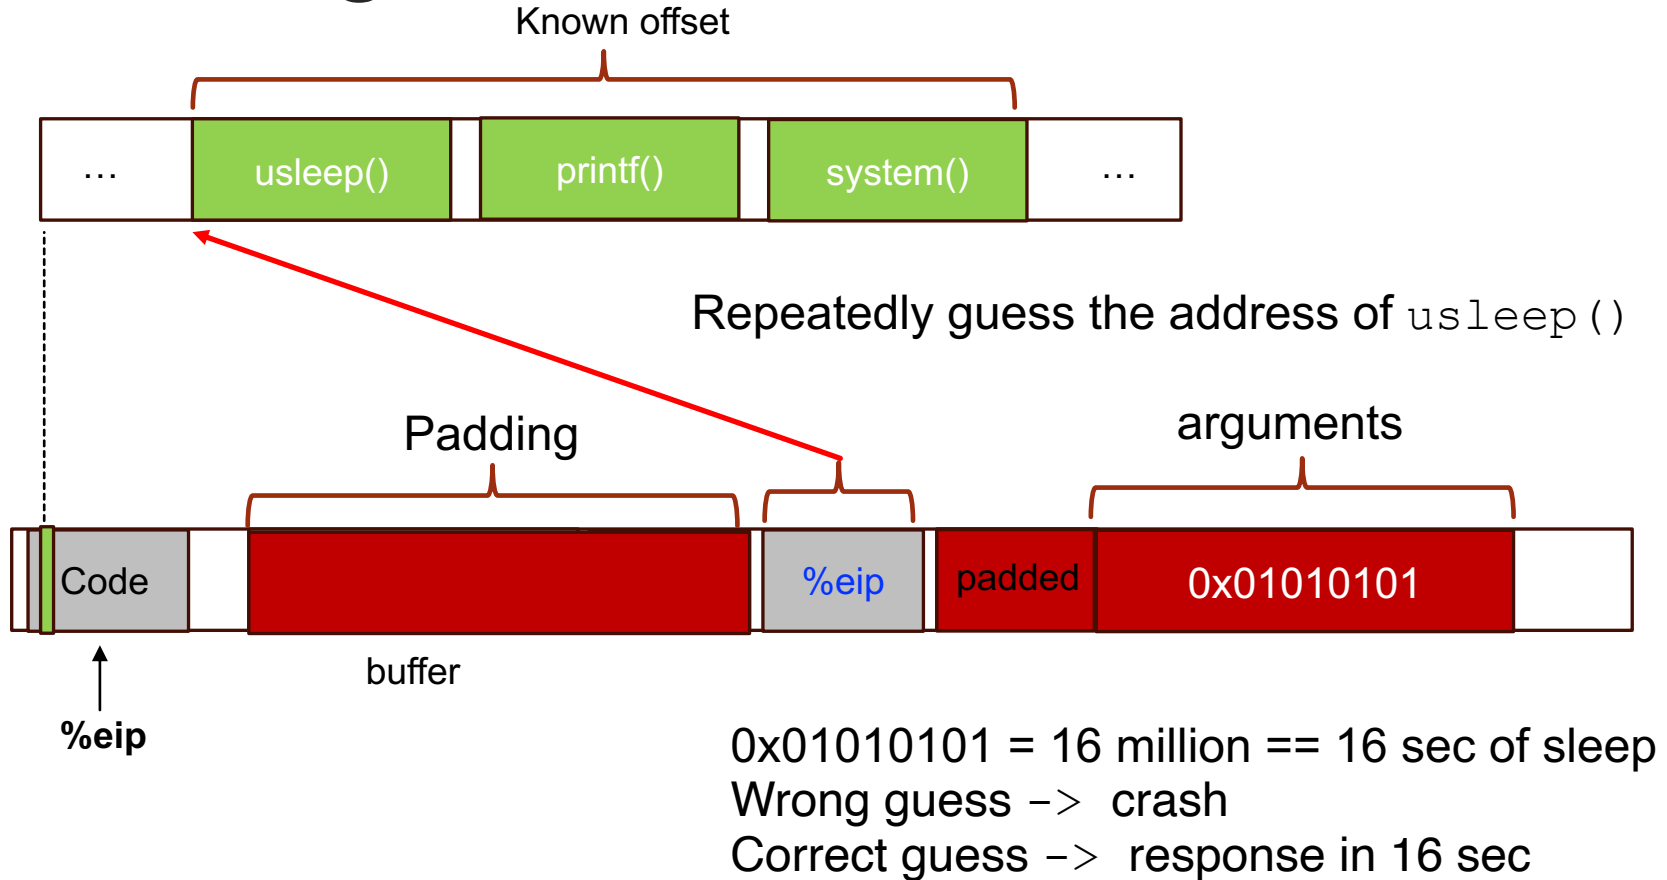 Known offset
...
usleep()
printf()
system()
...
Repeatedly guess the address of usleep()
Padding
arguments
Code
%eip
padded
0x01010101
buffer
%eip
0x01010101 = 16 million == 16 sec of sleep
Wrong guess -> crash
Correct guess -> response in 16 sec